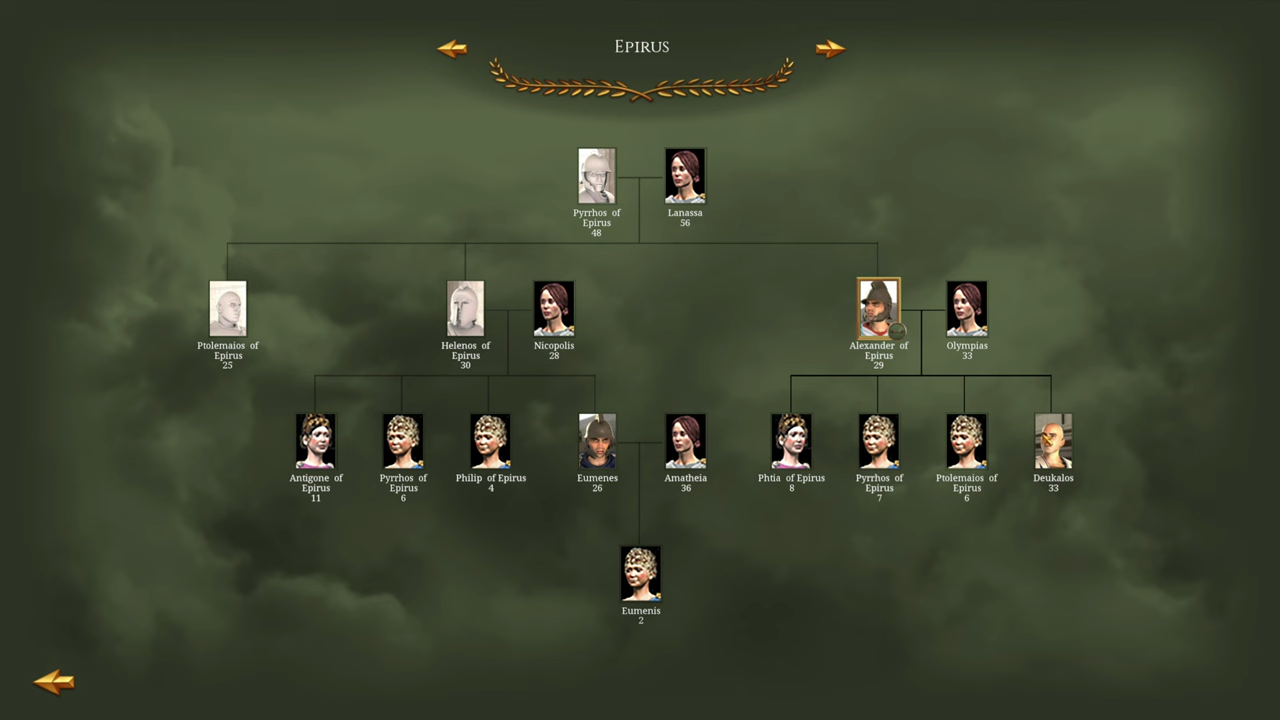 EPIRUS
Pyrrhos of
Epirus
48
Lanassa
56
Ptolemaios of
Epirus
25
Helenos of
Epirus
30
Nicopolis
28
Alexander of
Epirus
29
Olympias
33
Antigone of
Epirus
11
Pyrrhos of
Epirus
6
Philip of Epirus
4
Eumenes
26
Amatheia
36
Phtia of Epirus
8
Pyrrhos of
Epirus
7
Ptolemaios of
Epirus
6
Deukalos
33
Eumenis
2